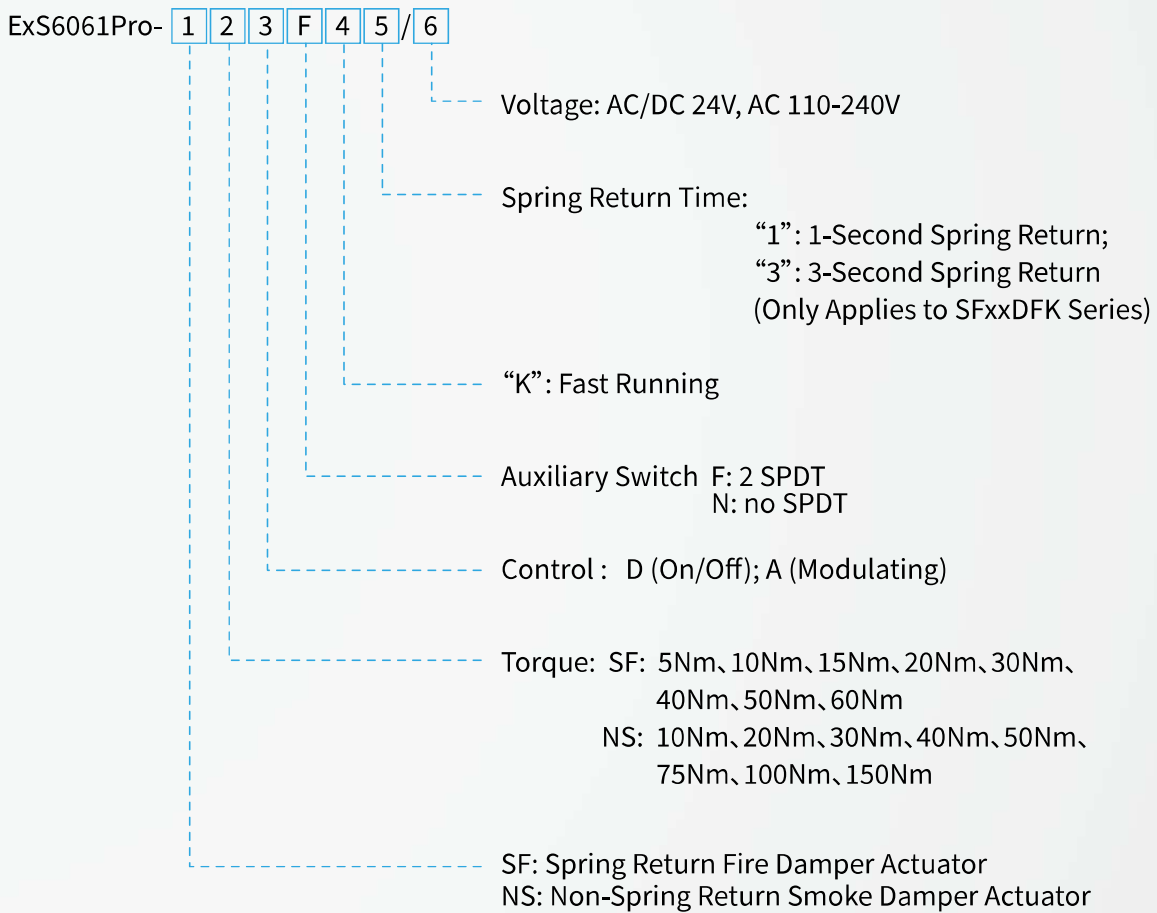 ExS6061Pro- 1 2 3 F 4 5 / 6
Voltage: AC/DC 24V, AC 110-240V
Spring Return Time:
“1”: 1-Second Spring Return;
“3”: 3-Second Spring Return
(Only Applies to SFxxDFK Series)
“K”: Fast Running
Auxiliary Switch F: 2 SPDT
N: no SPDT
Control : D (On/Off); A (Modulating)
Torque: SF: 5Nm、10Nm、15Nm、20Nm、30Nm、
40Nm、50Nm、60Nm
NS: 10Nm、20Nm、30Nm、40Nm、50Nm、
75Nm、100Nm、150Nm
SF: Spring Return Fire Damper Actuator
NS: Non-Spring Return Smoke Damper Actuator